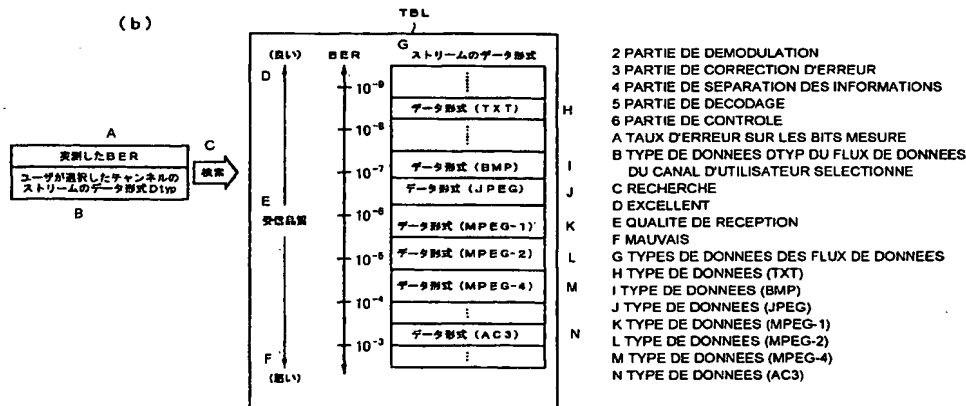 (b)
TBL
G
(良い)
BER
ストリームのデータ形式
D
10-9
データ形式 (TXT)
H
10-8
A
C
実測したBER
検索
ユーザが選択したチャンネルの
ストリームのデータ形式Dtyp
B
10-7
データ形式 (BMP)
I
データ形式 (JPEG)
J
E
受信品質
10-6
データ形式 (MPEG-1)
K
データ形式 (MPEG-2)
L
10-5
データ形式 (MPEG-4)
M
10-4
データ形式 (AC3)
N
10-3
F
(悪い)
2 PARTIE DE DEMODULATION
3 PARTIE DE CORRECTION D'ERREUR
4 PARTIE DE SEPARATION DES INFORMATIONS
5 PARTIE DE DECODAGE
6 PARTIE DE CONTROLE
A TAUX D'ERREUR SUR LES BITS MESURE
B TYPE DE DONNEES DTYP DU FLUX DE DONNEES
DU CANAL D'UTILISATEUR SELECTIONNE
C RECHERCHE
D EXCELLENT
E QUALITE DE RECEPTION
F MAUVAIS
G TYPES DE DONNEES DES FLUX DE DONNEES
H TYPE DE DONNEES (TXT)
I TYPE DE DONNEES (BMP)
J TYPE DE DONNEES (JPEG)
K TYPE DE DONNEES (MPEG-1)
L TYPE DE DONNEES (MPEG-2)
M TYPE DE DONNEES (MPEG-4)
N TYPE DE DONNEES (AC3)